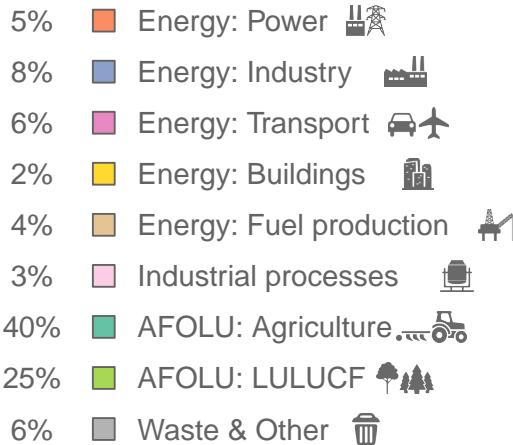 5% Energy: Power
8% Energy: Industry
6% Energy: Transport
2% Energy: Buildings
4% Energy: Fuel production
3% Industrial processes
40% AFOLU: Agriculture
25% AFOLU: LULUCF
6% Waste & Other